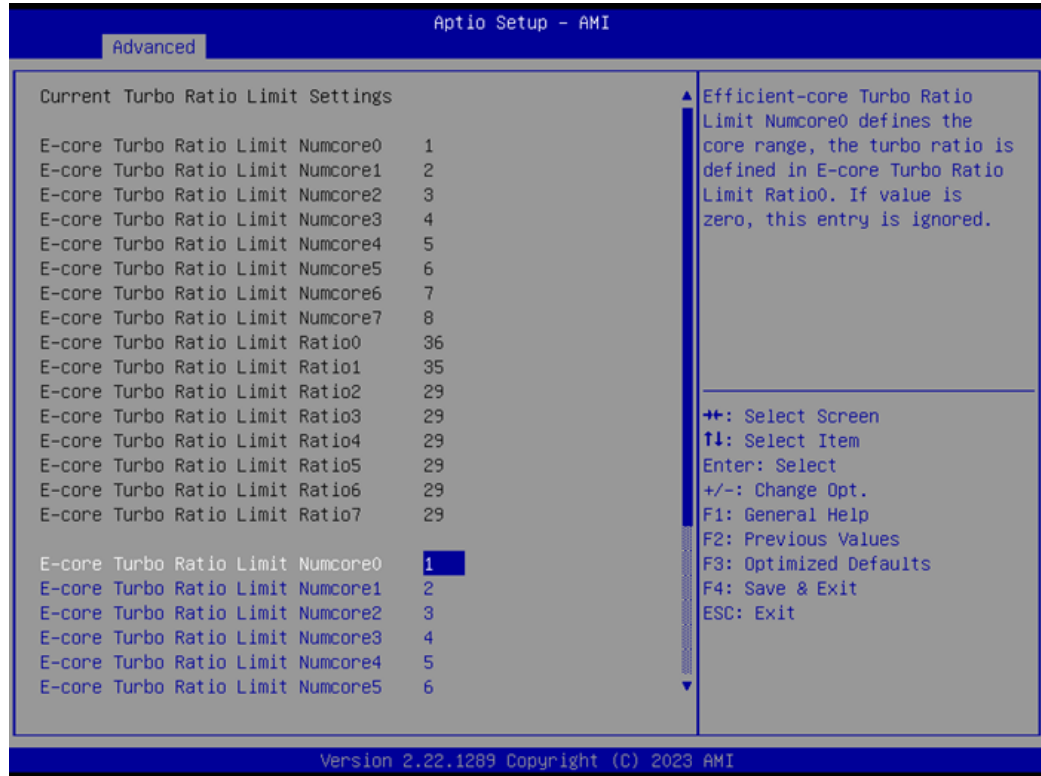 Aptio Setup - AMI
Advanced
Current Turbo Ratio Limit Settings
E-core Turbo Ratio Limit Numcore0 1
E-core Turbo Ratio Limit Numcore1 2
E-core Turbo Ratio Limit Numcore2 3
E-core Turbo Ratio Limit Numcore3 4
E-core Turbo Ratio Limit Numcore4 5
E-core Turbo Ratio Limit Numcore5 6
E-core Turbo Ratio Limit Numcore6 7
E-core Turbo Ratio Limit Numcore7 8
E-core Turbo Ratio Limit Ratio0 36
E-core Turbo Ratio Limit Ratio1 35
E-core Turbo Ratio Limit Ratio2 29
E-core Turbo Ratio Limit Ratio3 29
E-core Turbo Ratio Limit Ratio4 29
E-core Turbo Ratio Limit Ratio5 29
E-core Turbo Ratio Limit Ratio6 29
E-core Turbo Ratio Limit Ratio7 29
E-core Turbo Ratio Limit Numcore0 1
E-core Turbo Ratio Limit Numcore1 2
E-core Turbo Ratio Limit Numcore2 3
E-core Turbo Ratio Limit Numcore3 4
E-core Turbo Ratio Limit Numcore4 5
E-core Turbo Ratio Limit Numcore5 6
Efficient-core Turbo Ratio
Limit Numcore0 defines the
core range, the turbo ratio is
defined in E-core Turbo Ratio
Limit Ratio0. If value is
zero, this entry is ignored.
→←: Select Screen
↑↓: Select Item
Enter: Select
+/-: Change Opt.
F1: General Help
F2: Previous Values
F3: Optimized Defaults
F4: Save & Exit
ESC: Exit
Version 2.22.1289 Copyright (C) 2023 AMI